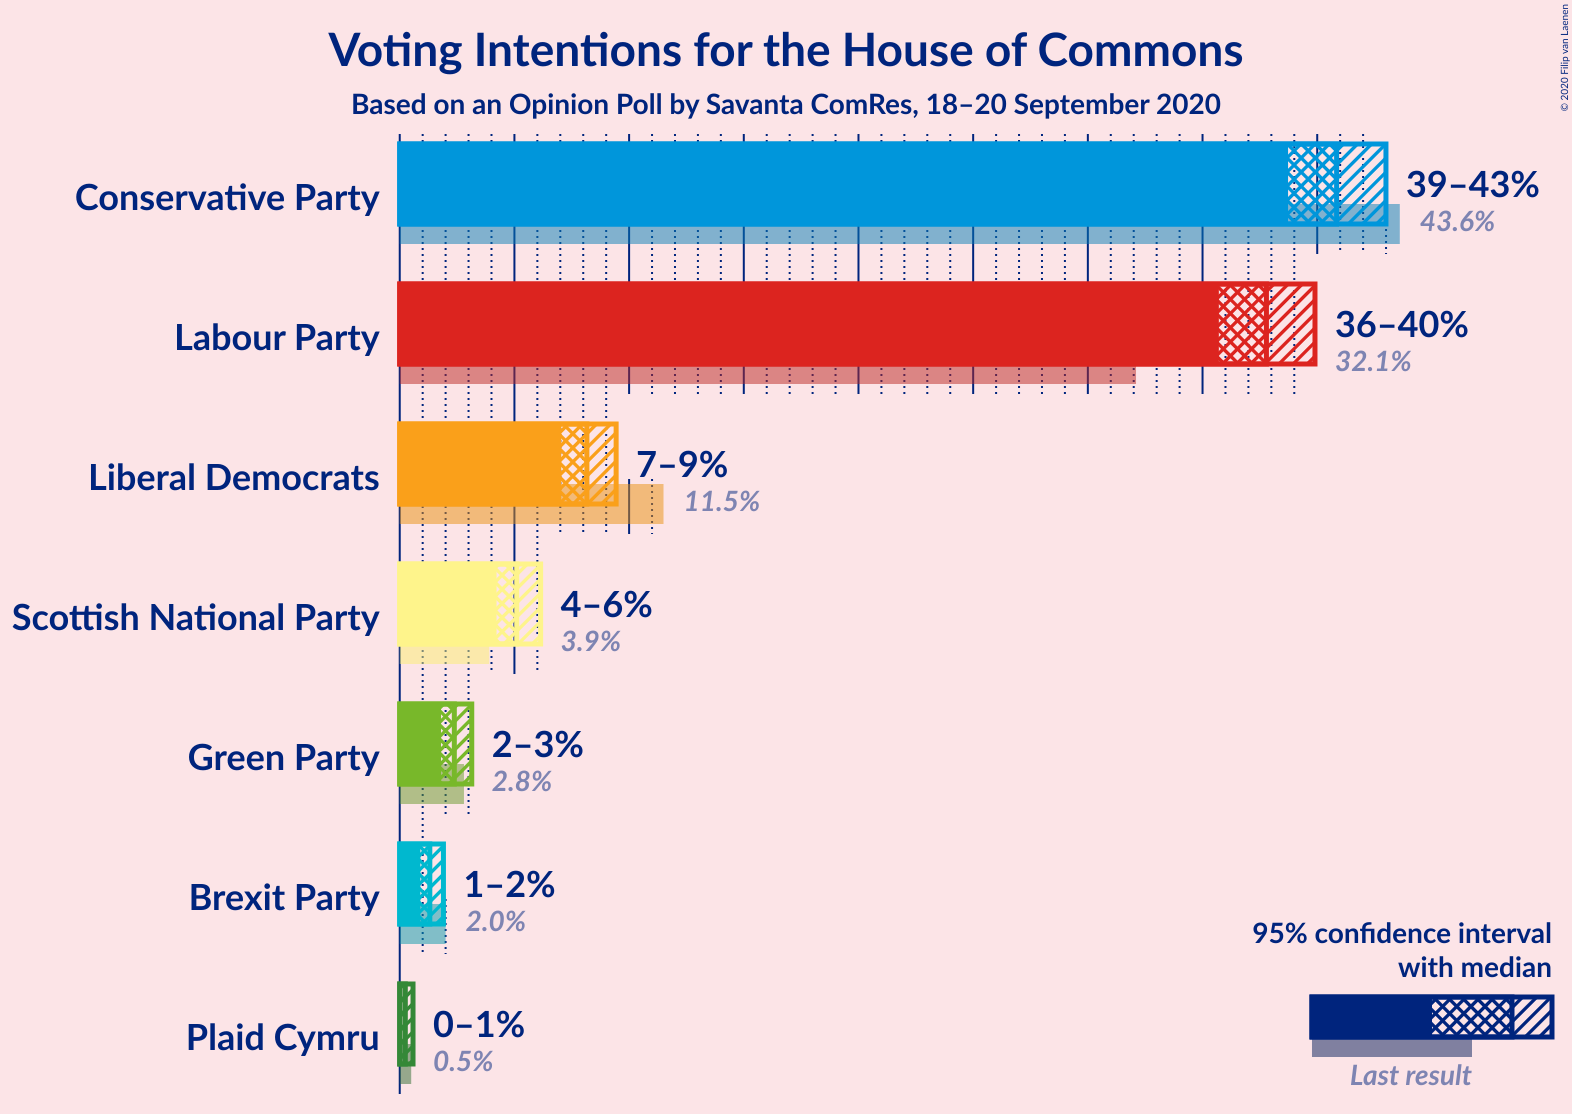 Voting Intentions for the House of Commons
Based on an Opinion Poll by Savanta ComRes, 18–20 September 2020
© 2020 Filip van Laenen
Conservative Party
39–43%
43.6%
Labour Party
36–40%
32.1%
Liberal Democrats
7–9%
11.5%
Scottish National Party
4–6%
3.9%
Green Party
2–3%
2.8%
Brexit Party
1–2%
2.0%
Plaid Cymru
0–1%
0.5%
95% confidence interval
with median
Last result